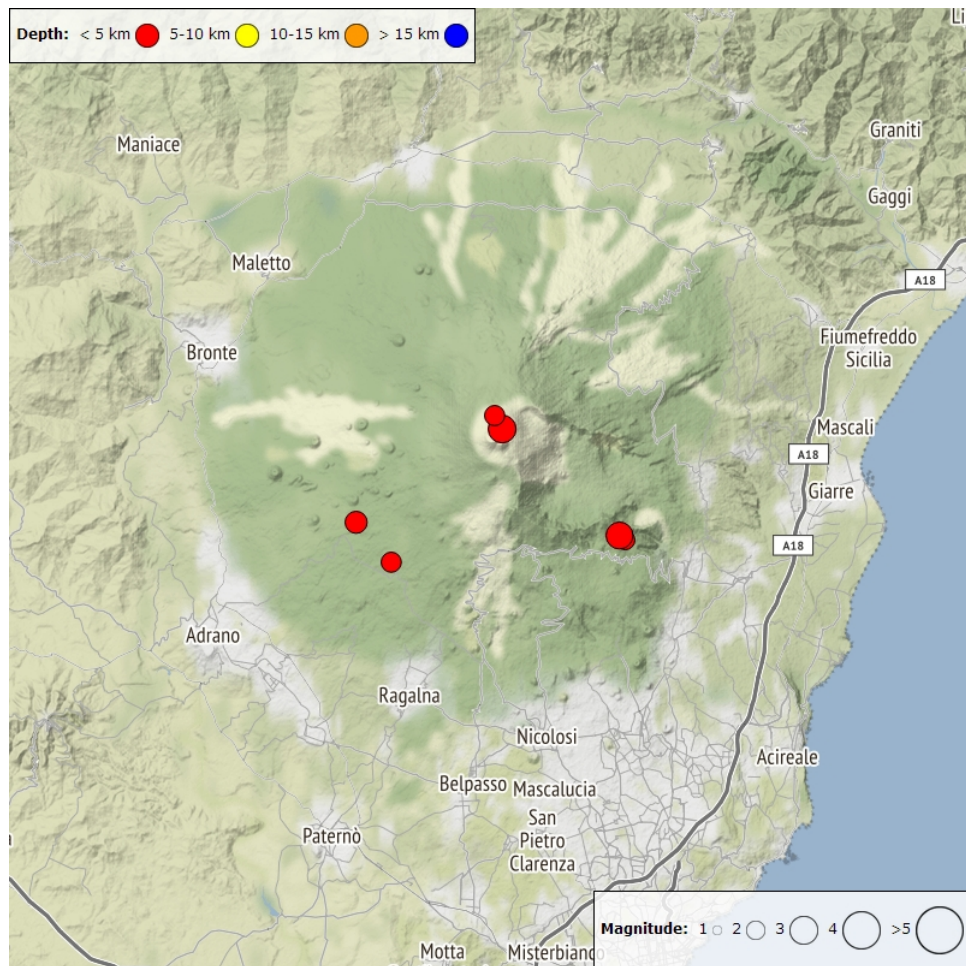 Depth: < 5 km 5-10 km 10-15 km > 15 km
Graniti
Maniace
Gaggi
Maletto
A18
Fiumefreddo
Sicilia
Bronte
Mascali
A18
Giarre
A18
Adrano
Ragalna
Nicolosi
Acireale
Belpasso
Mascalucia
San
Pietro
Clarenza
Paternò
Magnitude: 1 2 3 4 >5
Motta
Misterbianc